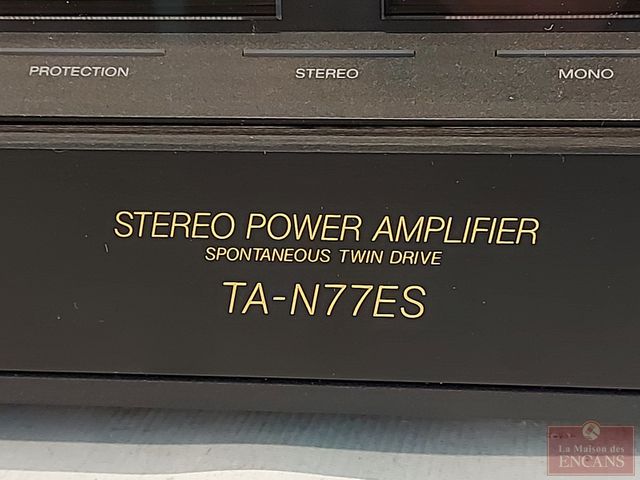 PROTECTION STEREO MONO
STEREO POWER AMPLIFIER
SPONTANEOUS TWIN DRIVE
TA-N77ES
La Maison des
ENCANS